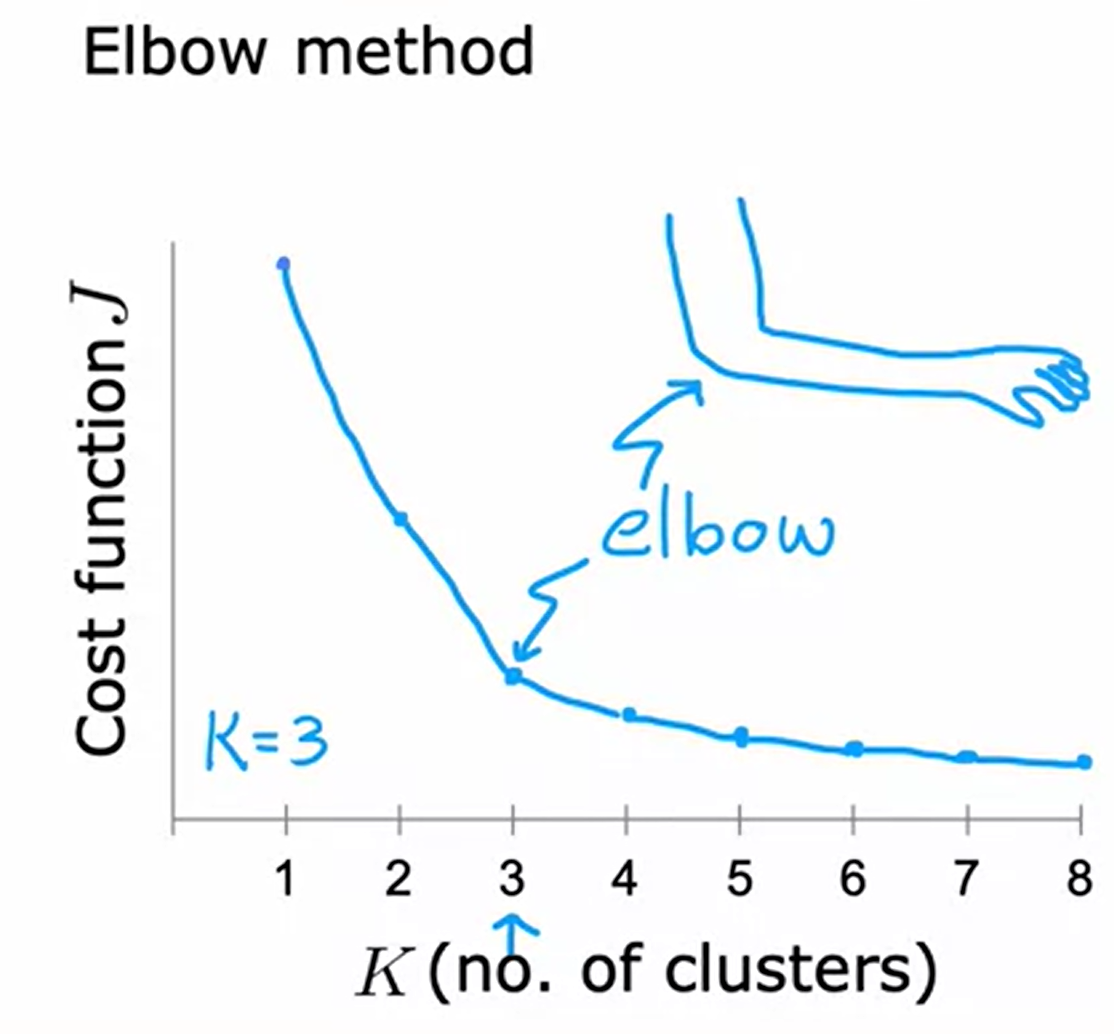 Elbow method
Cost function J
elbow
K=3
1 2 3 4 5 6 7 8
K (no. of clusters)